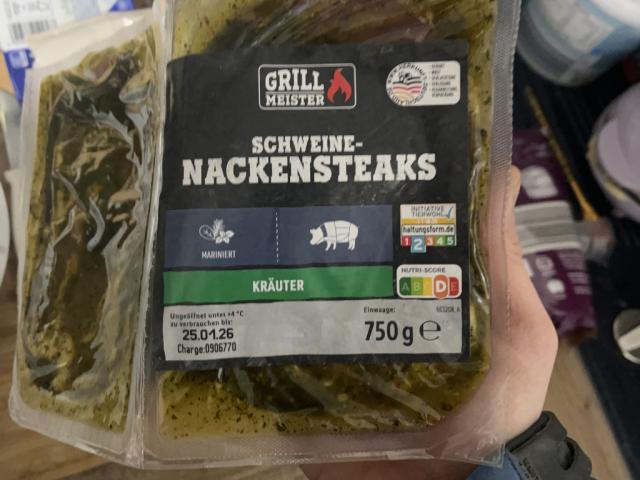 GRILL
MEISTER
SCHWEINE-
NACKENSTEAKS
MARINIERT
INITIATIVE
TIERWOHL
haltungsform.de
1 2 3 4 5
NUTRI-SCORE
A B C D E
KRÄUTER
Ungeöffnet unter +4 °C
zu verbrauchen bis:
25.01.26
Charge:0906770
Einwaage:
750 g e